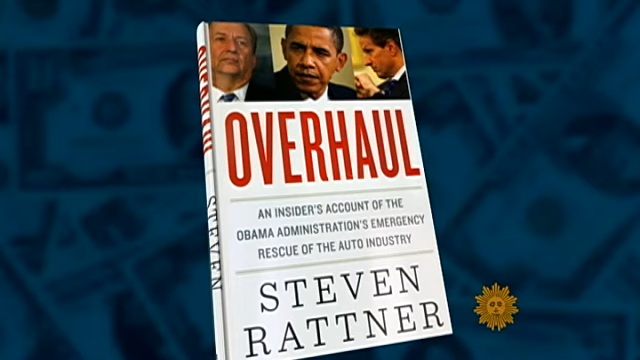 OVERHAUL
AN INSIDER'S ACCOUNT OF THE
OBAMA ADMINISTRATION'S EMERGENCY
RESCUE OF THE AUTO INDUSTRY
STEVEN
RATTNER
OVERHAUL
STEVEN